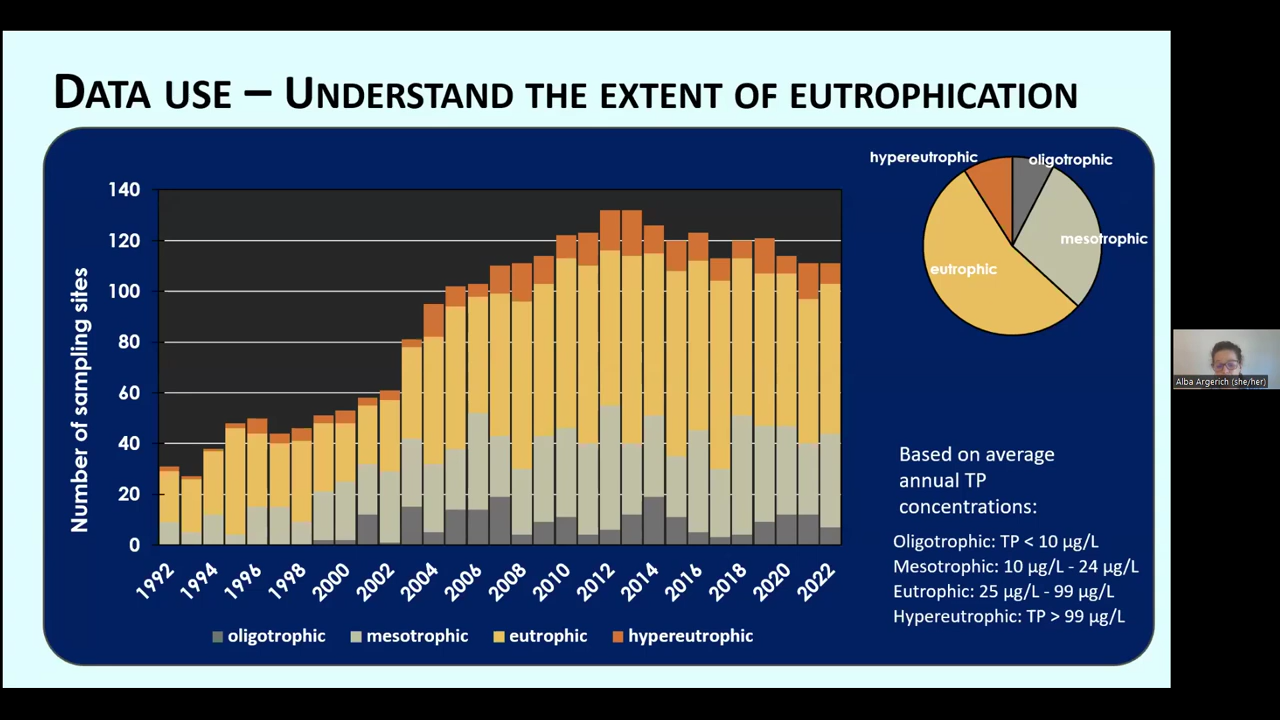 DATA USE – UNDERSTAND THE EXTENT OF EUTROPHICATION
hypereutrophic
oligotrophic
mesotrophic
eutrophic
Number of sampling sites
140
120
100
80
60
40
20
0
1992
1994
1996
1998
2000
2002
2004
2006
2008
2010
2012
2014
2016
2018
2020
2022
oligotrophic
mesotrophic
eutrophic
hypereutrophic
Based on average
annual TP
concentrations:
Oligotrophic: TP < 10 µg/L
Mesotrophic: 10 µg/L - 24 µg/L
Eutrophic: 25 µg/L - 99 µg/L
Hypereutrophic: TP > 99 µg/L
Alba Argerich (she/her)